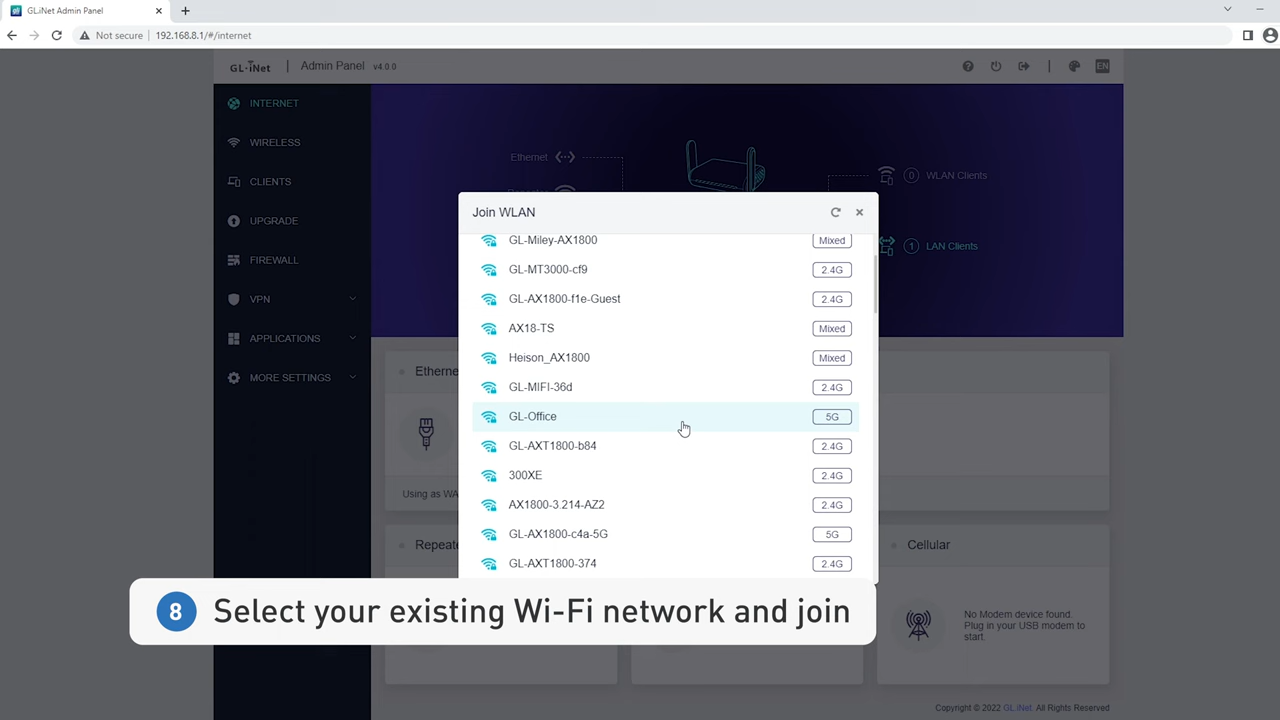 GL.iNet Admin Panel
Not secure
192.168.8.1/#/internet
GL·iNet
Admin Panel v4.0.0
EN
INTERNET
WIRELESS
CLIENTS
UPGRADE
FIREWALL
VPN
APPLICATIONS
MORE SETTINGS
Ethernet
0 WLAN Clients
1 LAN Clients
Join WLAN
GL-Miley-AX1800 Mixed
GL-MT3000-cf9 2.4G
GL-AX1800-f1e-Guest 2.4G
AX18-TS Mixed
Heison_AX1800 Mixed
GL-MIFI-36d 2.4G
GL-Office 5G
GL-AXT1800-b84 2.4G
300XE 2.4G
AX1800-3.214-AZ2 2.4G
GL-AX1800-c4a-5G 5G
GL-AXT1800-374 2.4G
Etherne
Using as WA
Repeate
Cellular
No Modem device found.
Plug in your USB modem to
start.
8 Select your existing Wi-Fi network and join
Copyright © 2022 GL.iNet. All Rights Reserved